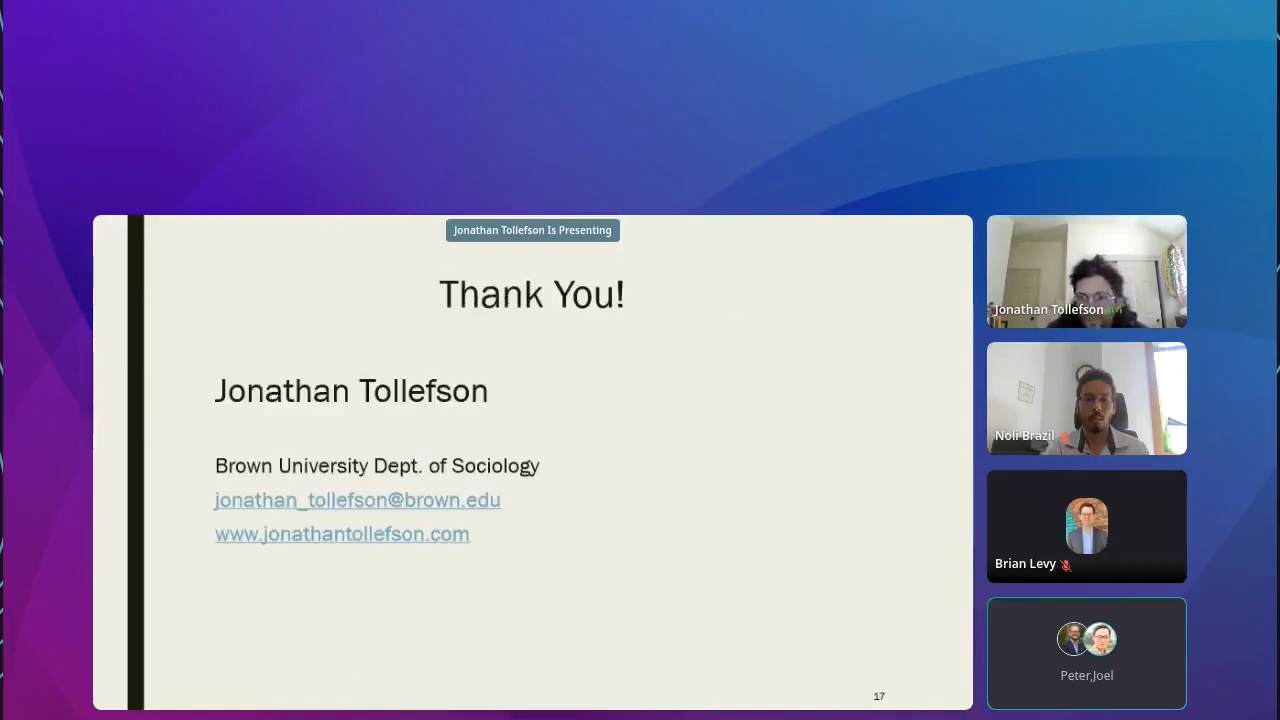 Jonathan Tollefson Is Presenting
Thank You!
Jonathan Tollefson
Brown University Dept. of Sociology
jonathan_tollefson@brown.edu
www.jonathantollefson.com
17
Jonathan Tollefson
Noli Brazil
Brian Levy
Peter,Joel